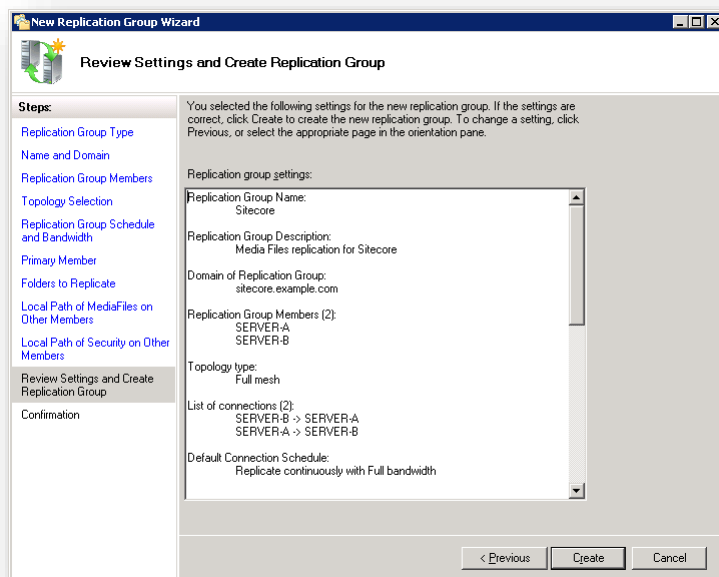 New Replication Group Wizard
Review Settings and Create Replication Group
Steps:
Replication Group Type
Name and Domain
Replication Group Members
Topology Selection
Replication Group Schedule
and Bandwidth
Primary Member
Folders to Replicate
Local Path of MediaFiles on
Other Members
Local Path of Security on Other
Members
Review Settings and Create
Replication Group
Confirmation
You selected the following settings for the new replication group. If the settings are
correct, click Create to create the new replication group. To change a setting, click
Previous, or select the appropriate page in the orientation pane.
Replication group settings:
Replication Group Name:
Sitecore
Replication Group Description:
Media Files replication for Sitecore
Domain of Replication Group:
sitecore.example.com
Replication Group Members (2):
SERVER-A
SERVER-B
Topology type:
Full mesh
List of connections (2):
SERVER-B -> SERVER-A
SERVER-A -> SERVER-B
Default Connection Schedule:
Replicate continuously with Full bandwidth
< Previous
Create
Cancel